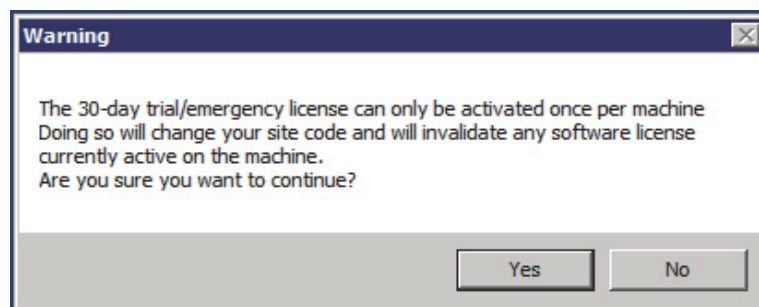 Warning
The 30-day trial/emergency license can only be activated once per machine
Doing so will change your site code and will invalidate any software license
currently active on the machine.
Are you sure you want to continue?
Yes
No